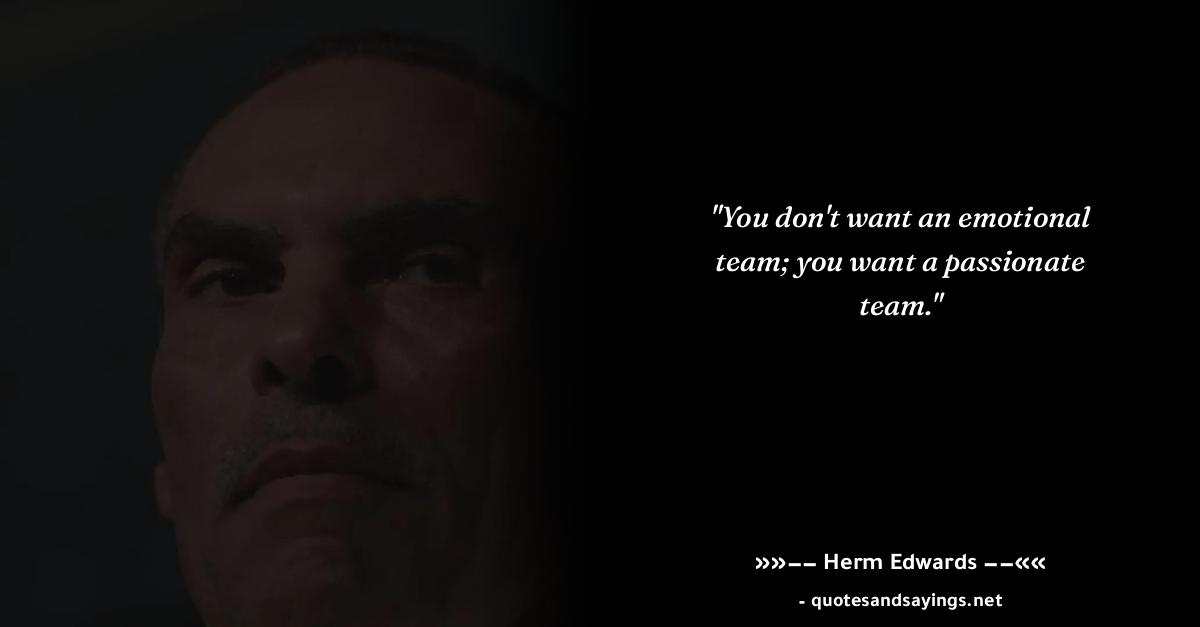 "You don't want an emotional
team; you want a passionate
team."
»»–– Herm Edwards ––««
- quotesandsayings.net